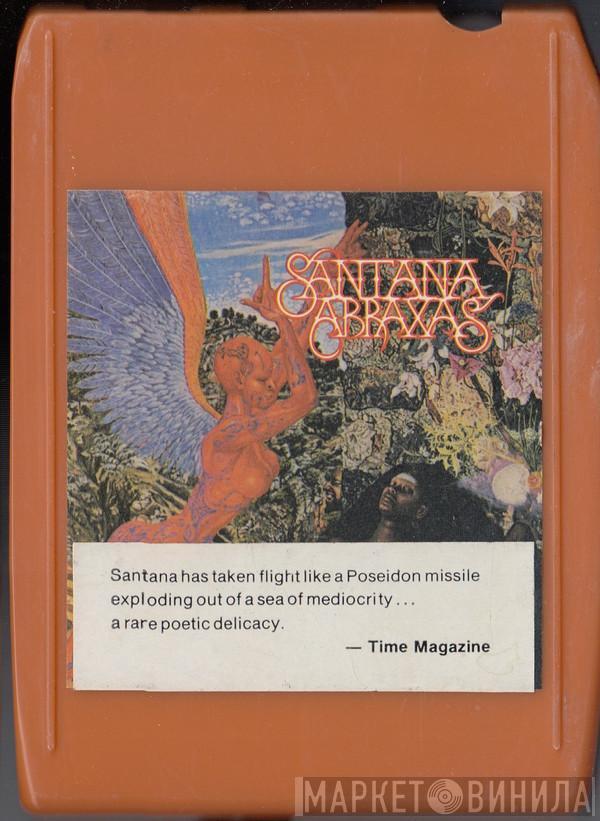 SANTANA
ABRAXAS
Santana has taken flight like a Poseidon missile
exploding out of a sea of mediocrity...
a rare poetic delicacy.
— Time Magazine
МАРКЕТ ВИНИЛА